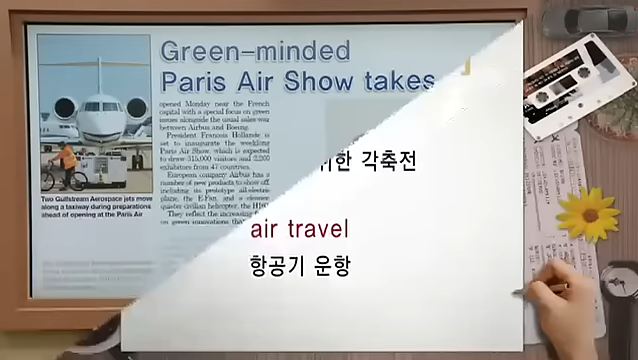 Green-minded
Paris Air Show takes
opened Monday near the French
capital with a special focus on green
issues alongside the usual sales war
between Airbus and Boeing.
President Francois Hollande is
set to inaugurate the weeklong
Paris Air Show, which is expected
to draw 315,000 visitors and 2,200
exhibitors from 47 countries.
European company Airbus has a
number of new products to show off
including its prototype all-electric
plane, the E-Fan, and a cleaner
quieter civilian helicopter, the H160
They reflect the increasing
on green innovations
Two Gulfstream Aerospace jets move
along a taxiway during preparations
ahead of opening at the Paris Air
위한 각축전
air travel
항공기 운항